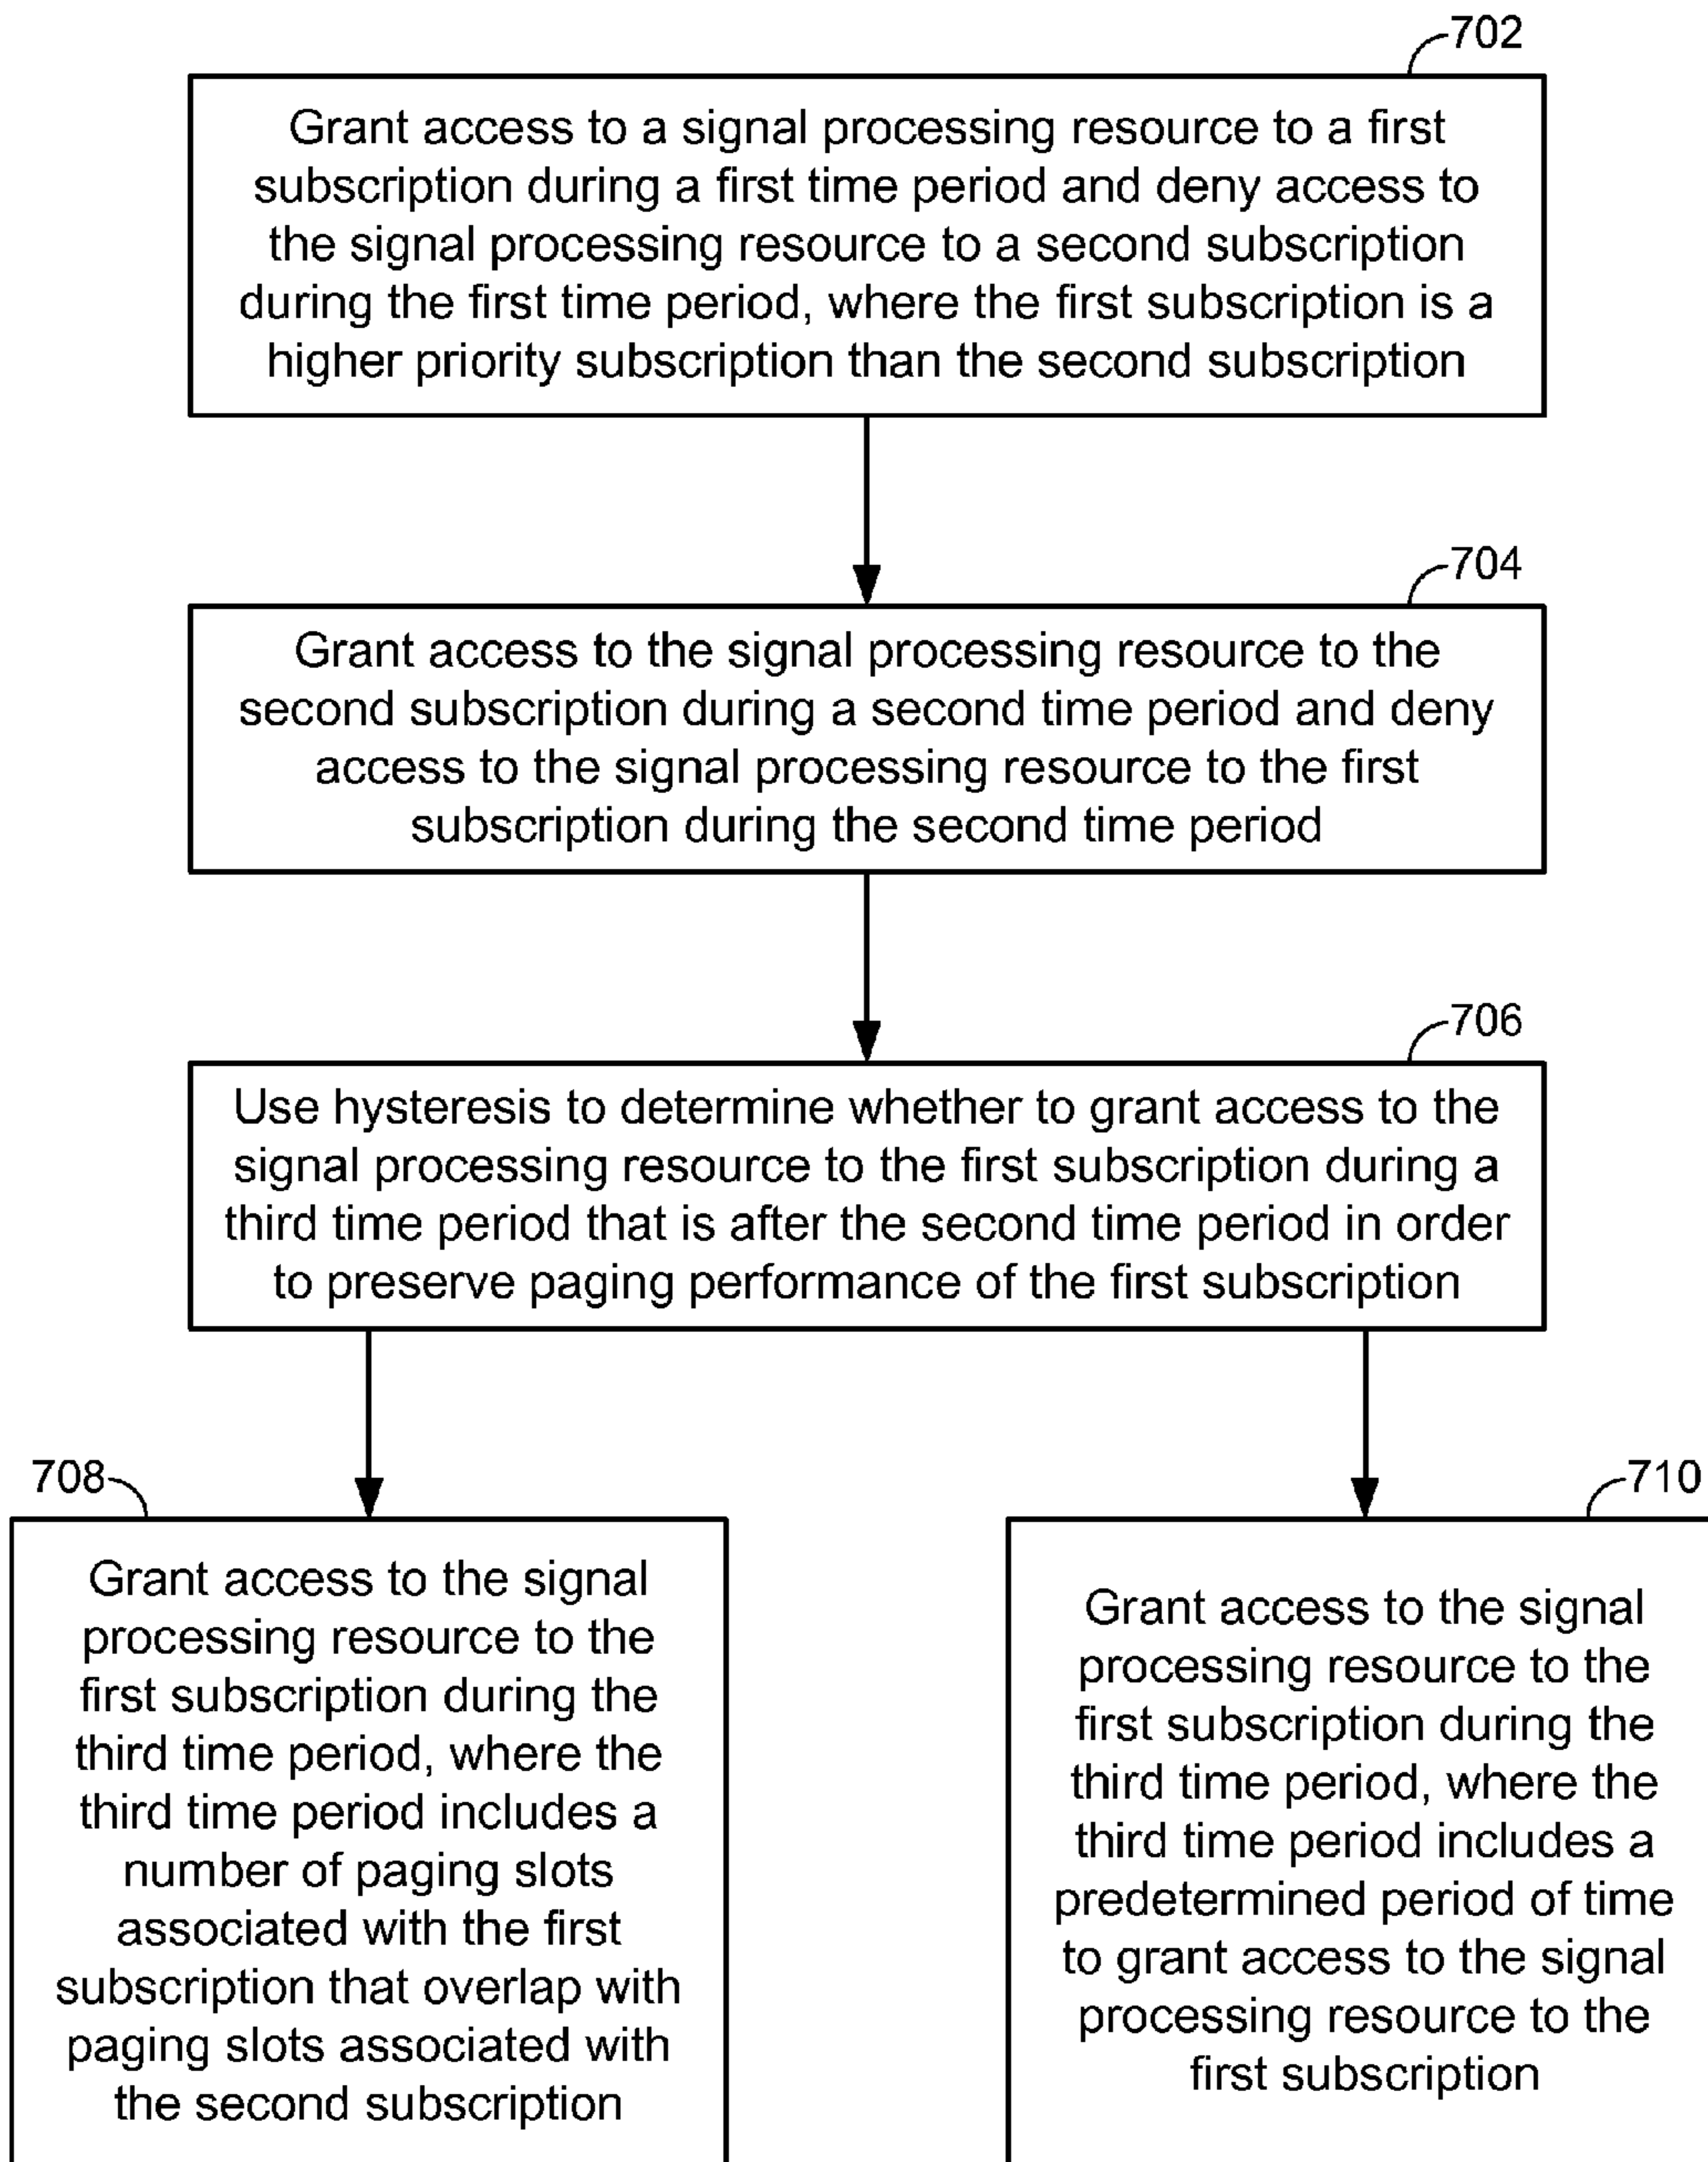 702
Grant access to a signal processing resource to a first
subscription during a first time period and deny access to
the signal processing resource to a second subscription
during the first time period, where the first subscription is a
higher priority subscription than the second subscription
704
Grant access to the signal processing resource to the
second subscription during a second time period and deny
access to the signal processing resource to the first
subscription during the second time period
706
Use hysteresis to determine whether to grant access to the
signal processing resource to the first subscription during a
third time period that is after the second time period in order
to preserve paging performance of the first subscription
708
Grant access to the signal
processing resource to the
first subscription during the
third time period, where the
third time period includes a
number of paging slots
associated with the first
subscription that overlap with
paging slots associated with
the second subscription
710
Grant access to the signal
processing resource to the
first subscription during the
third time period, where the
third time period includes a
predetermined period of time
to grant access to the signal
processing resource to the
first subscription